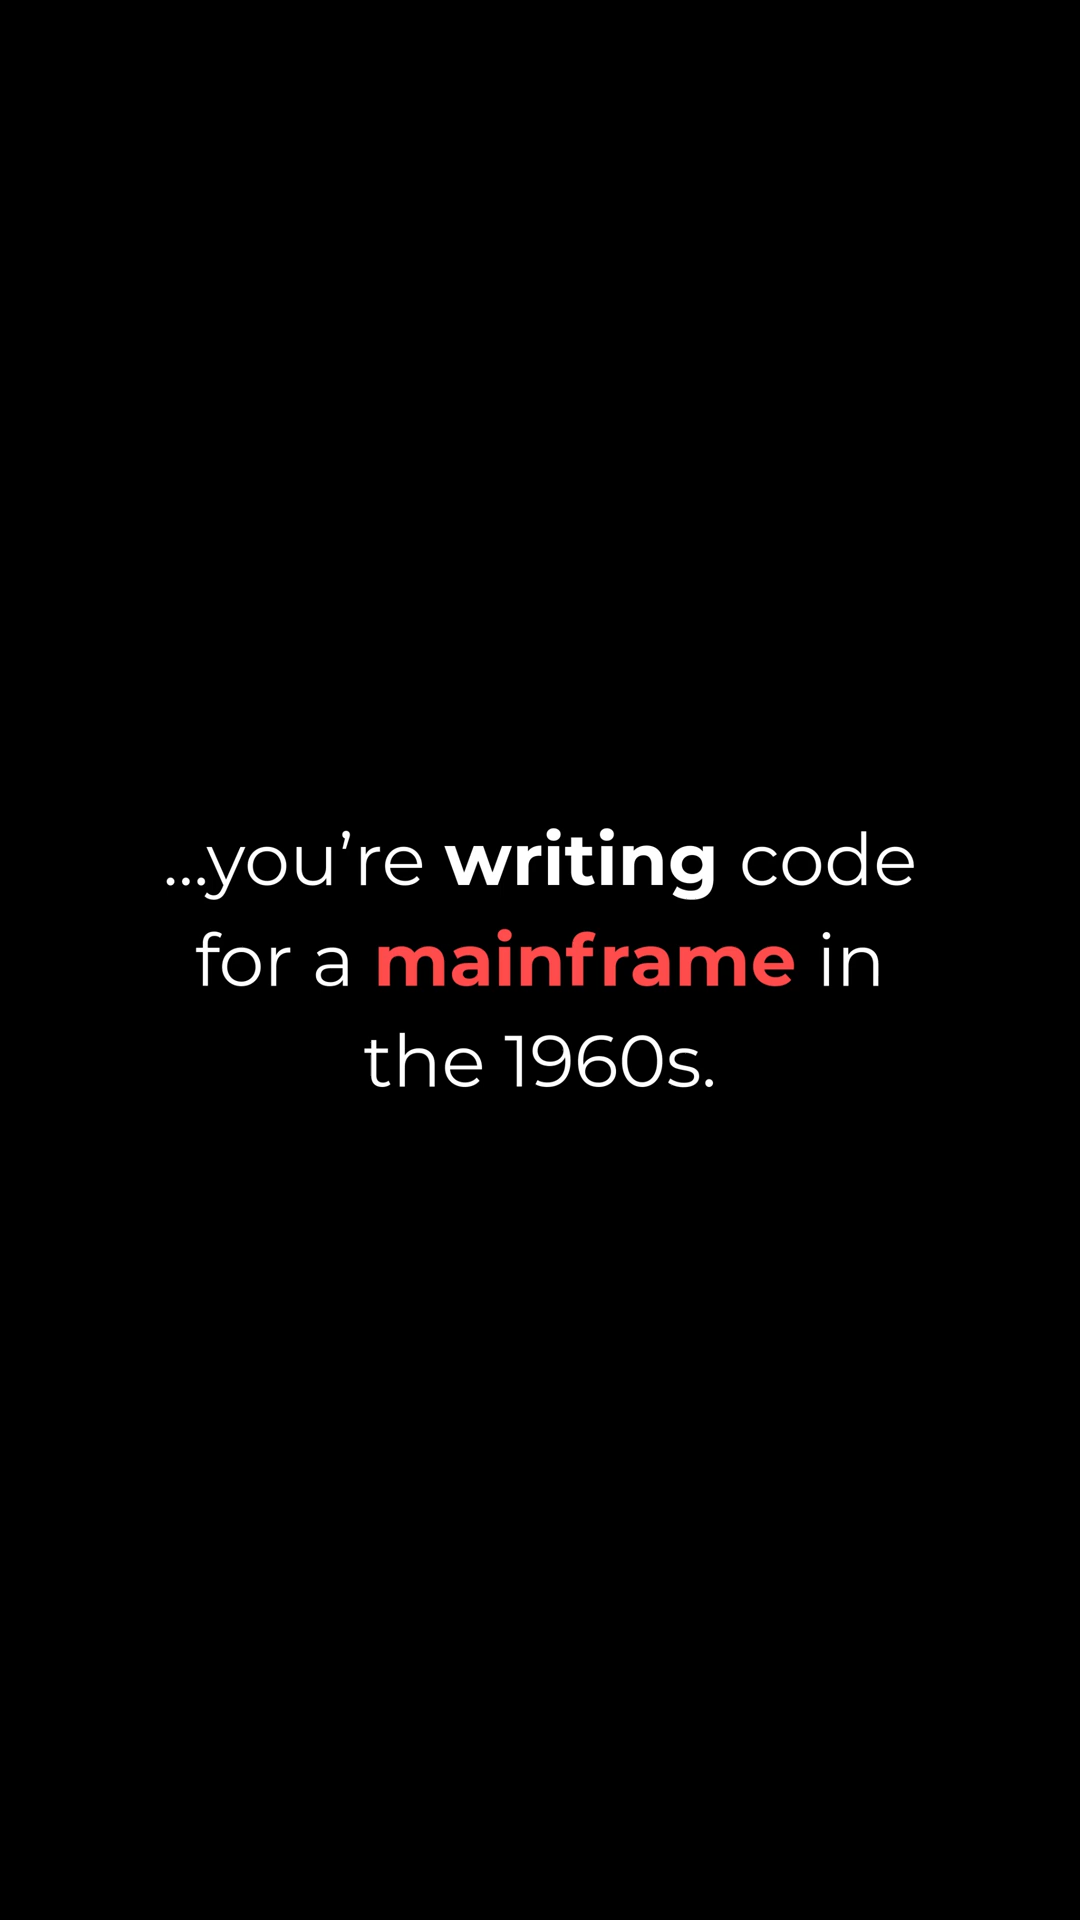 ...you’re writing code
for a mainframe in
the 1960s.